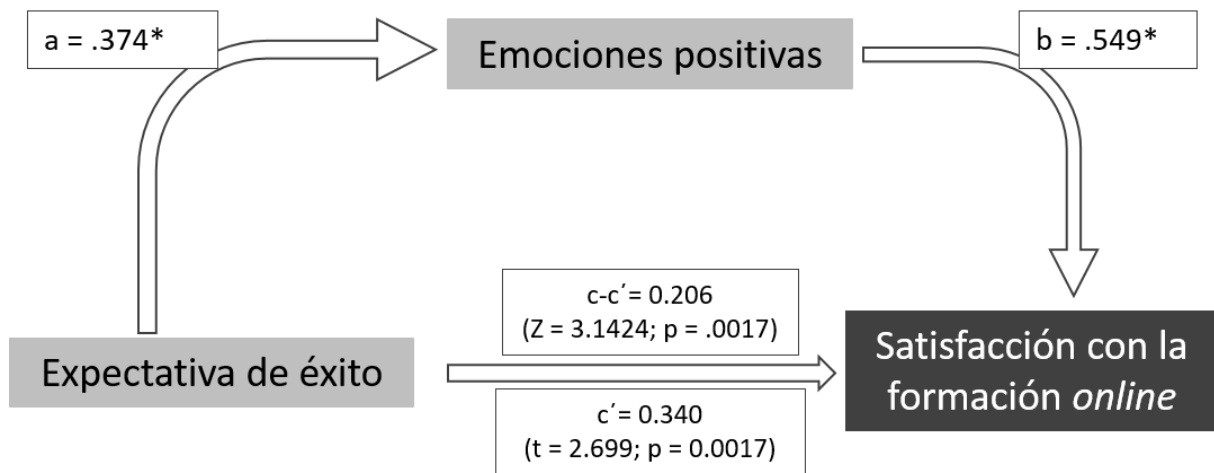 a = .374*
Emociones positivas
b = .549*
c-c´= 0.206
(Z = 3.1424; p = .0017)
Expectativa de éxito
c´= 0.340
(t = 2.699; p = 0.0017)
Satisfacción con la
formación online